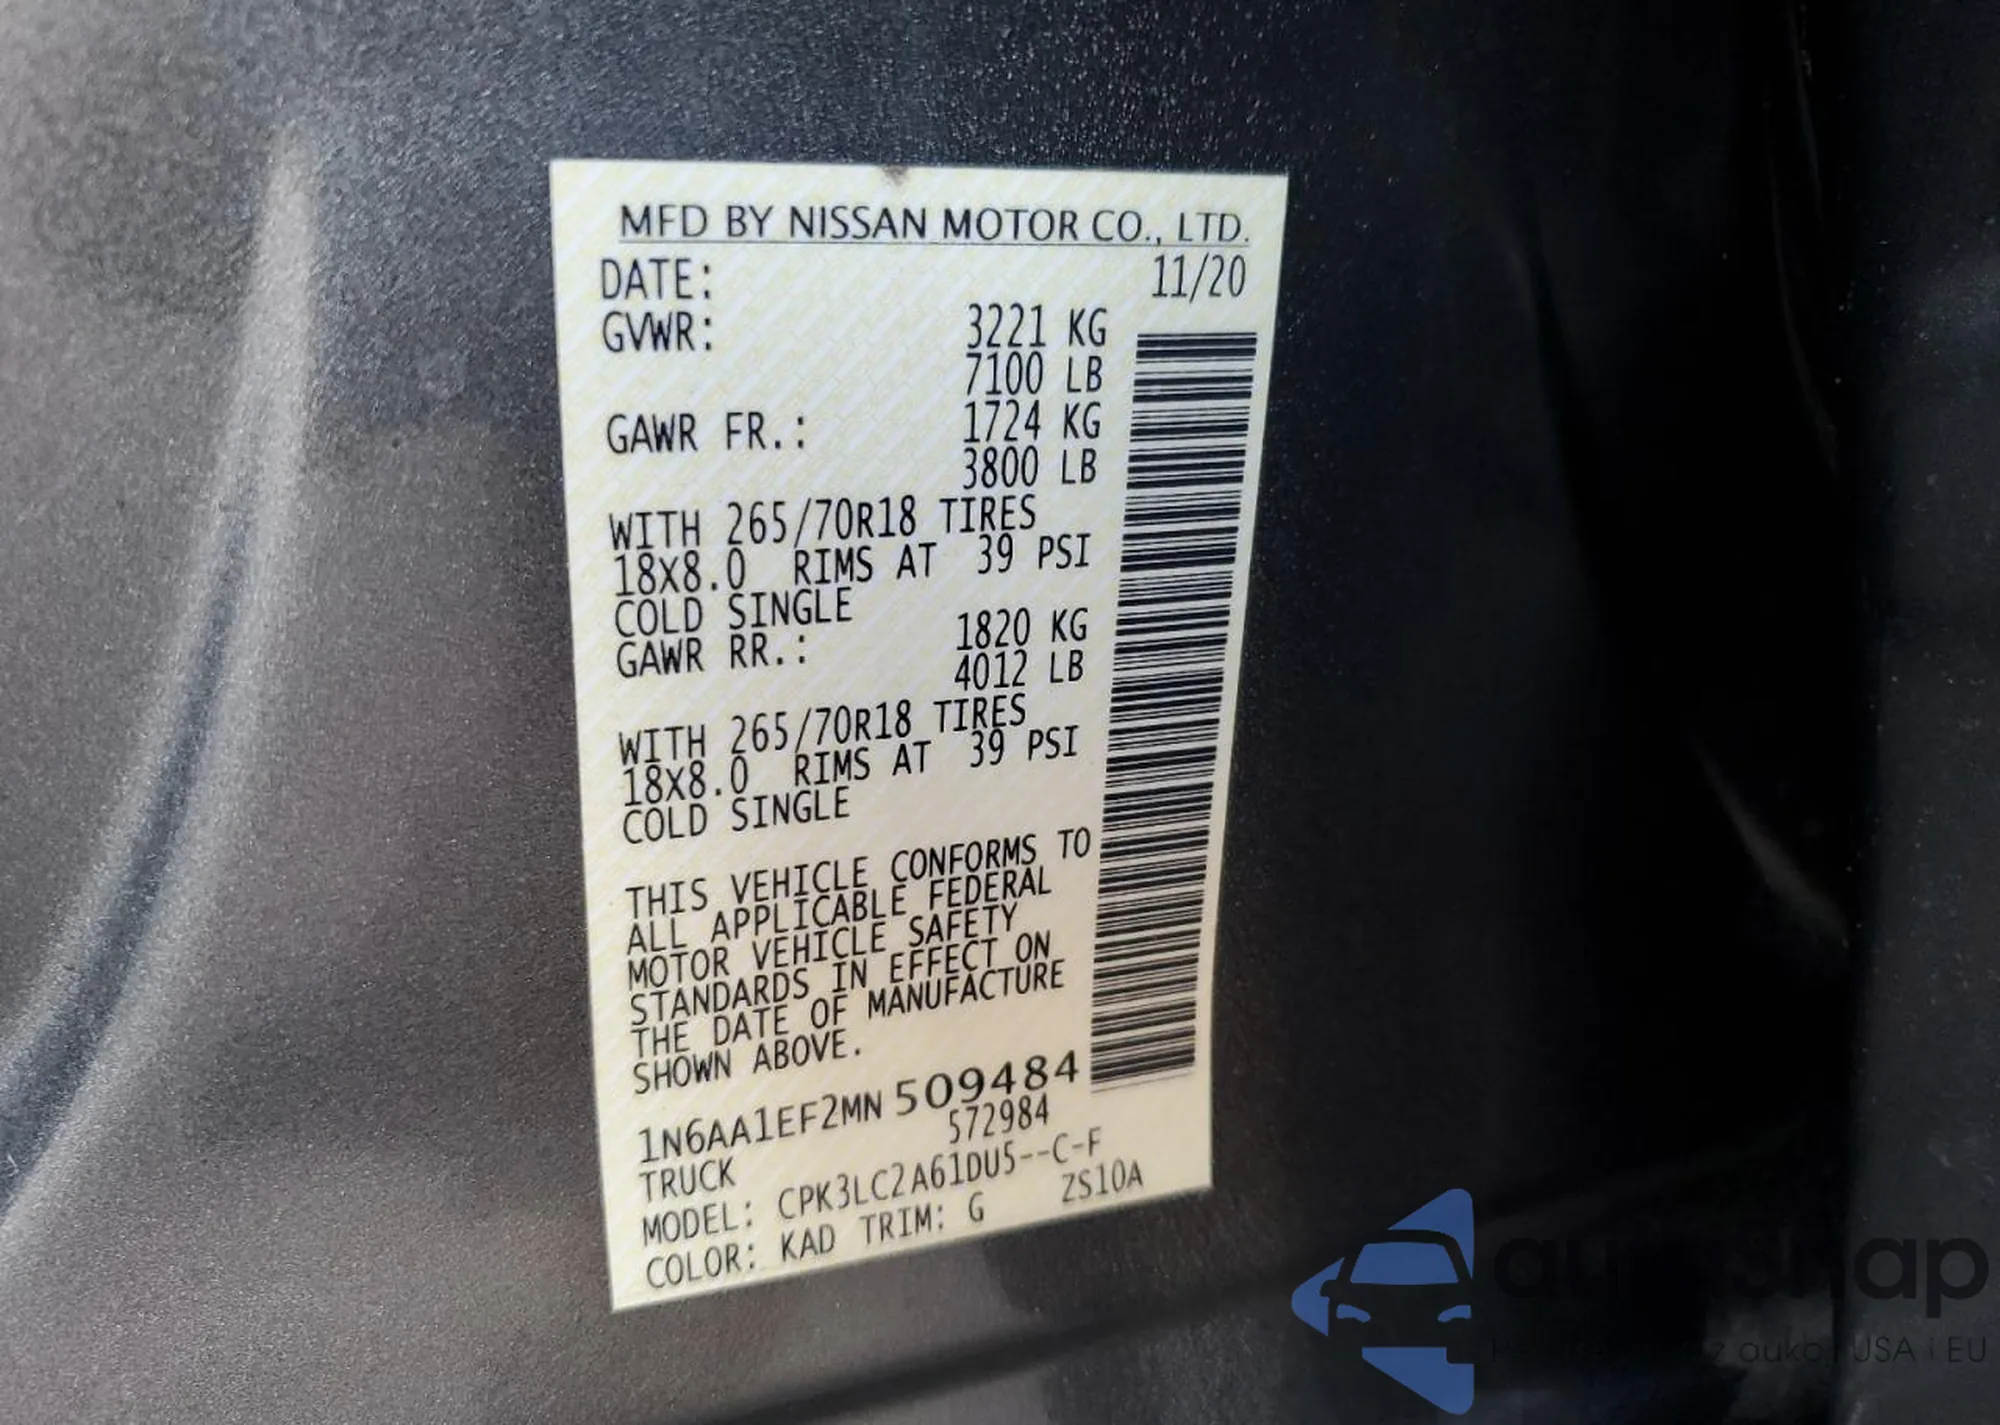 MFD BY NISSAN MOTOR CO., LTD.
DATE: 11/20
GVWR: 3221 KG
7100 LB
GAWR FR.: 1724 KG
3800 LB
WITH 265/70R18 TIRES
18X8.0 RIMS AT 39 PSI
COLD SINGLE
GAWR RR.: 1820 KG
4012 LB
WITH 265/70R18 TIRES
18X8.0 RIMS AT 39 PSI
COLD SINGLE
THIS VEHICLE CONFORMS TO
ALL APPLICABLE FEDERAL
MOTOR VEHICLE SAFETY
STANDARDS IN EFFECT ON
THE DATE OF MANUFACTURE
SHOWN ABOVE.
1N6AA1EF2MN509484
TRUCK 572984
MODEL: CPK3LC2A61DU5--C-F
COLOR: KAD TRIM: G ZS10A
USA i EU